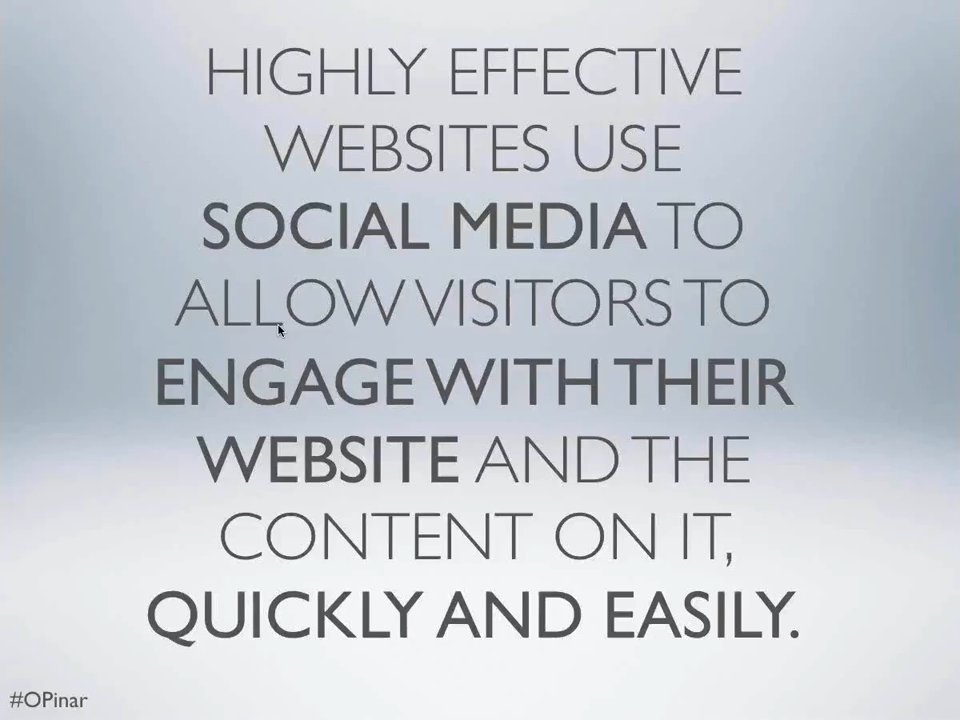 HIGHLY EFFECTIVE
WEBSITES USE
SOCIAL MEDIA TO
ALLOW VISITORS TO
ENGAGE WITH THEIR
WEBSITE AND THE
CONTENT ON IT,
QUICKLY AND EASILY.
#OPinar